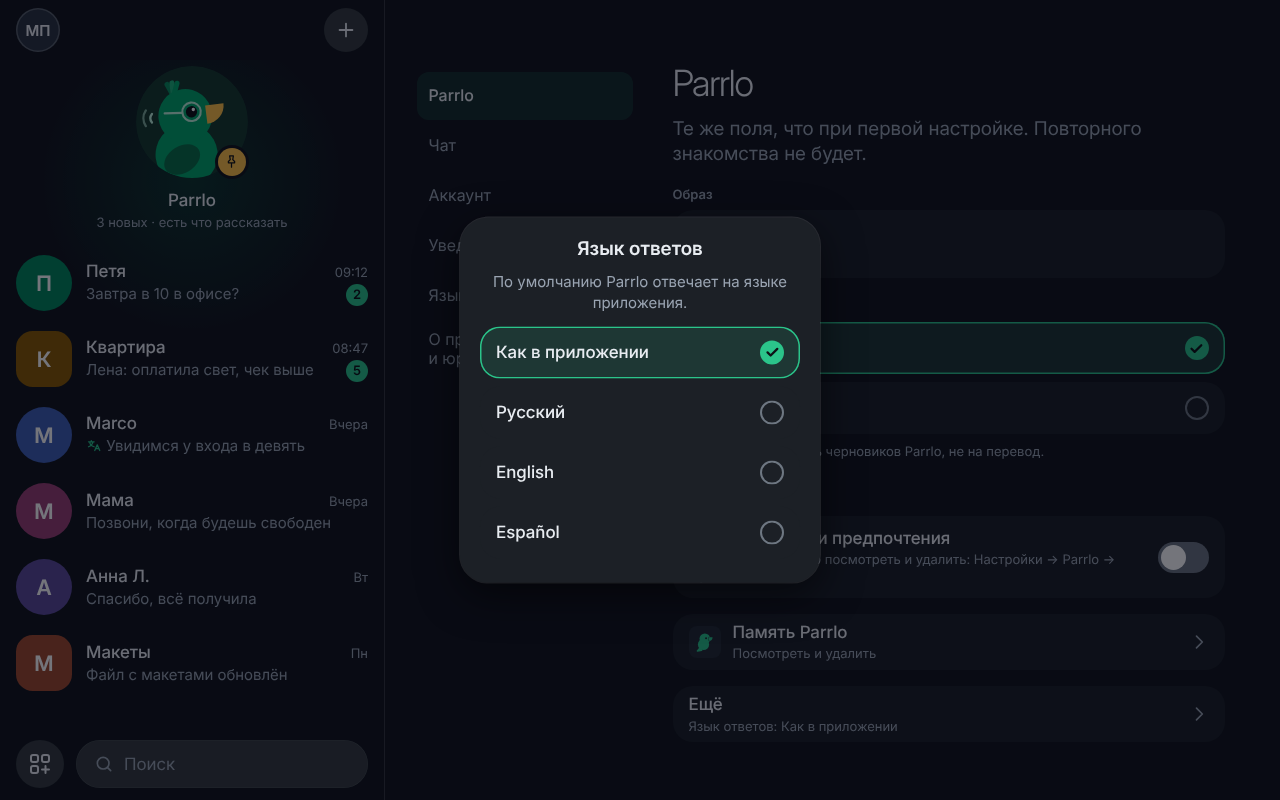 МП
Parrlo
3 новых · есть что рассказать
Петя
09:12
Завтра в 10 в офисе?
2
К
Квартира
08:47
Лена: оплатила свет, чек выше
5
П
М
Marco
Вчера
Увидимся у входа в девять
М
Мама
Вчера
Позвони, когда будешь свободен
А
Анна Л.
Вт
Спасибо, всё получила
М
Макеты
Пн
Файл с макетами обновлён
Поиск
Parrlo
Чат
Аккаунт
Parrlo
Те же поля, что при первой настройке. Повторного
знакомства не будет.
Образ
Язык ответов
По умолчанию Parrlo отвечает на языке
приложения.
Как в приложении
Русский
English
Español
черновиков Parrlo, не на перевод.
и предпочтения
посмотреть и удалить: Настройки → Parrlo →
Память Parrlo
Посмотреть и удалить
Ещё
Язык ответов: Как в приложении